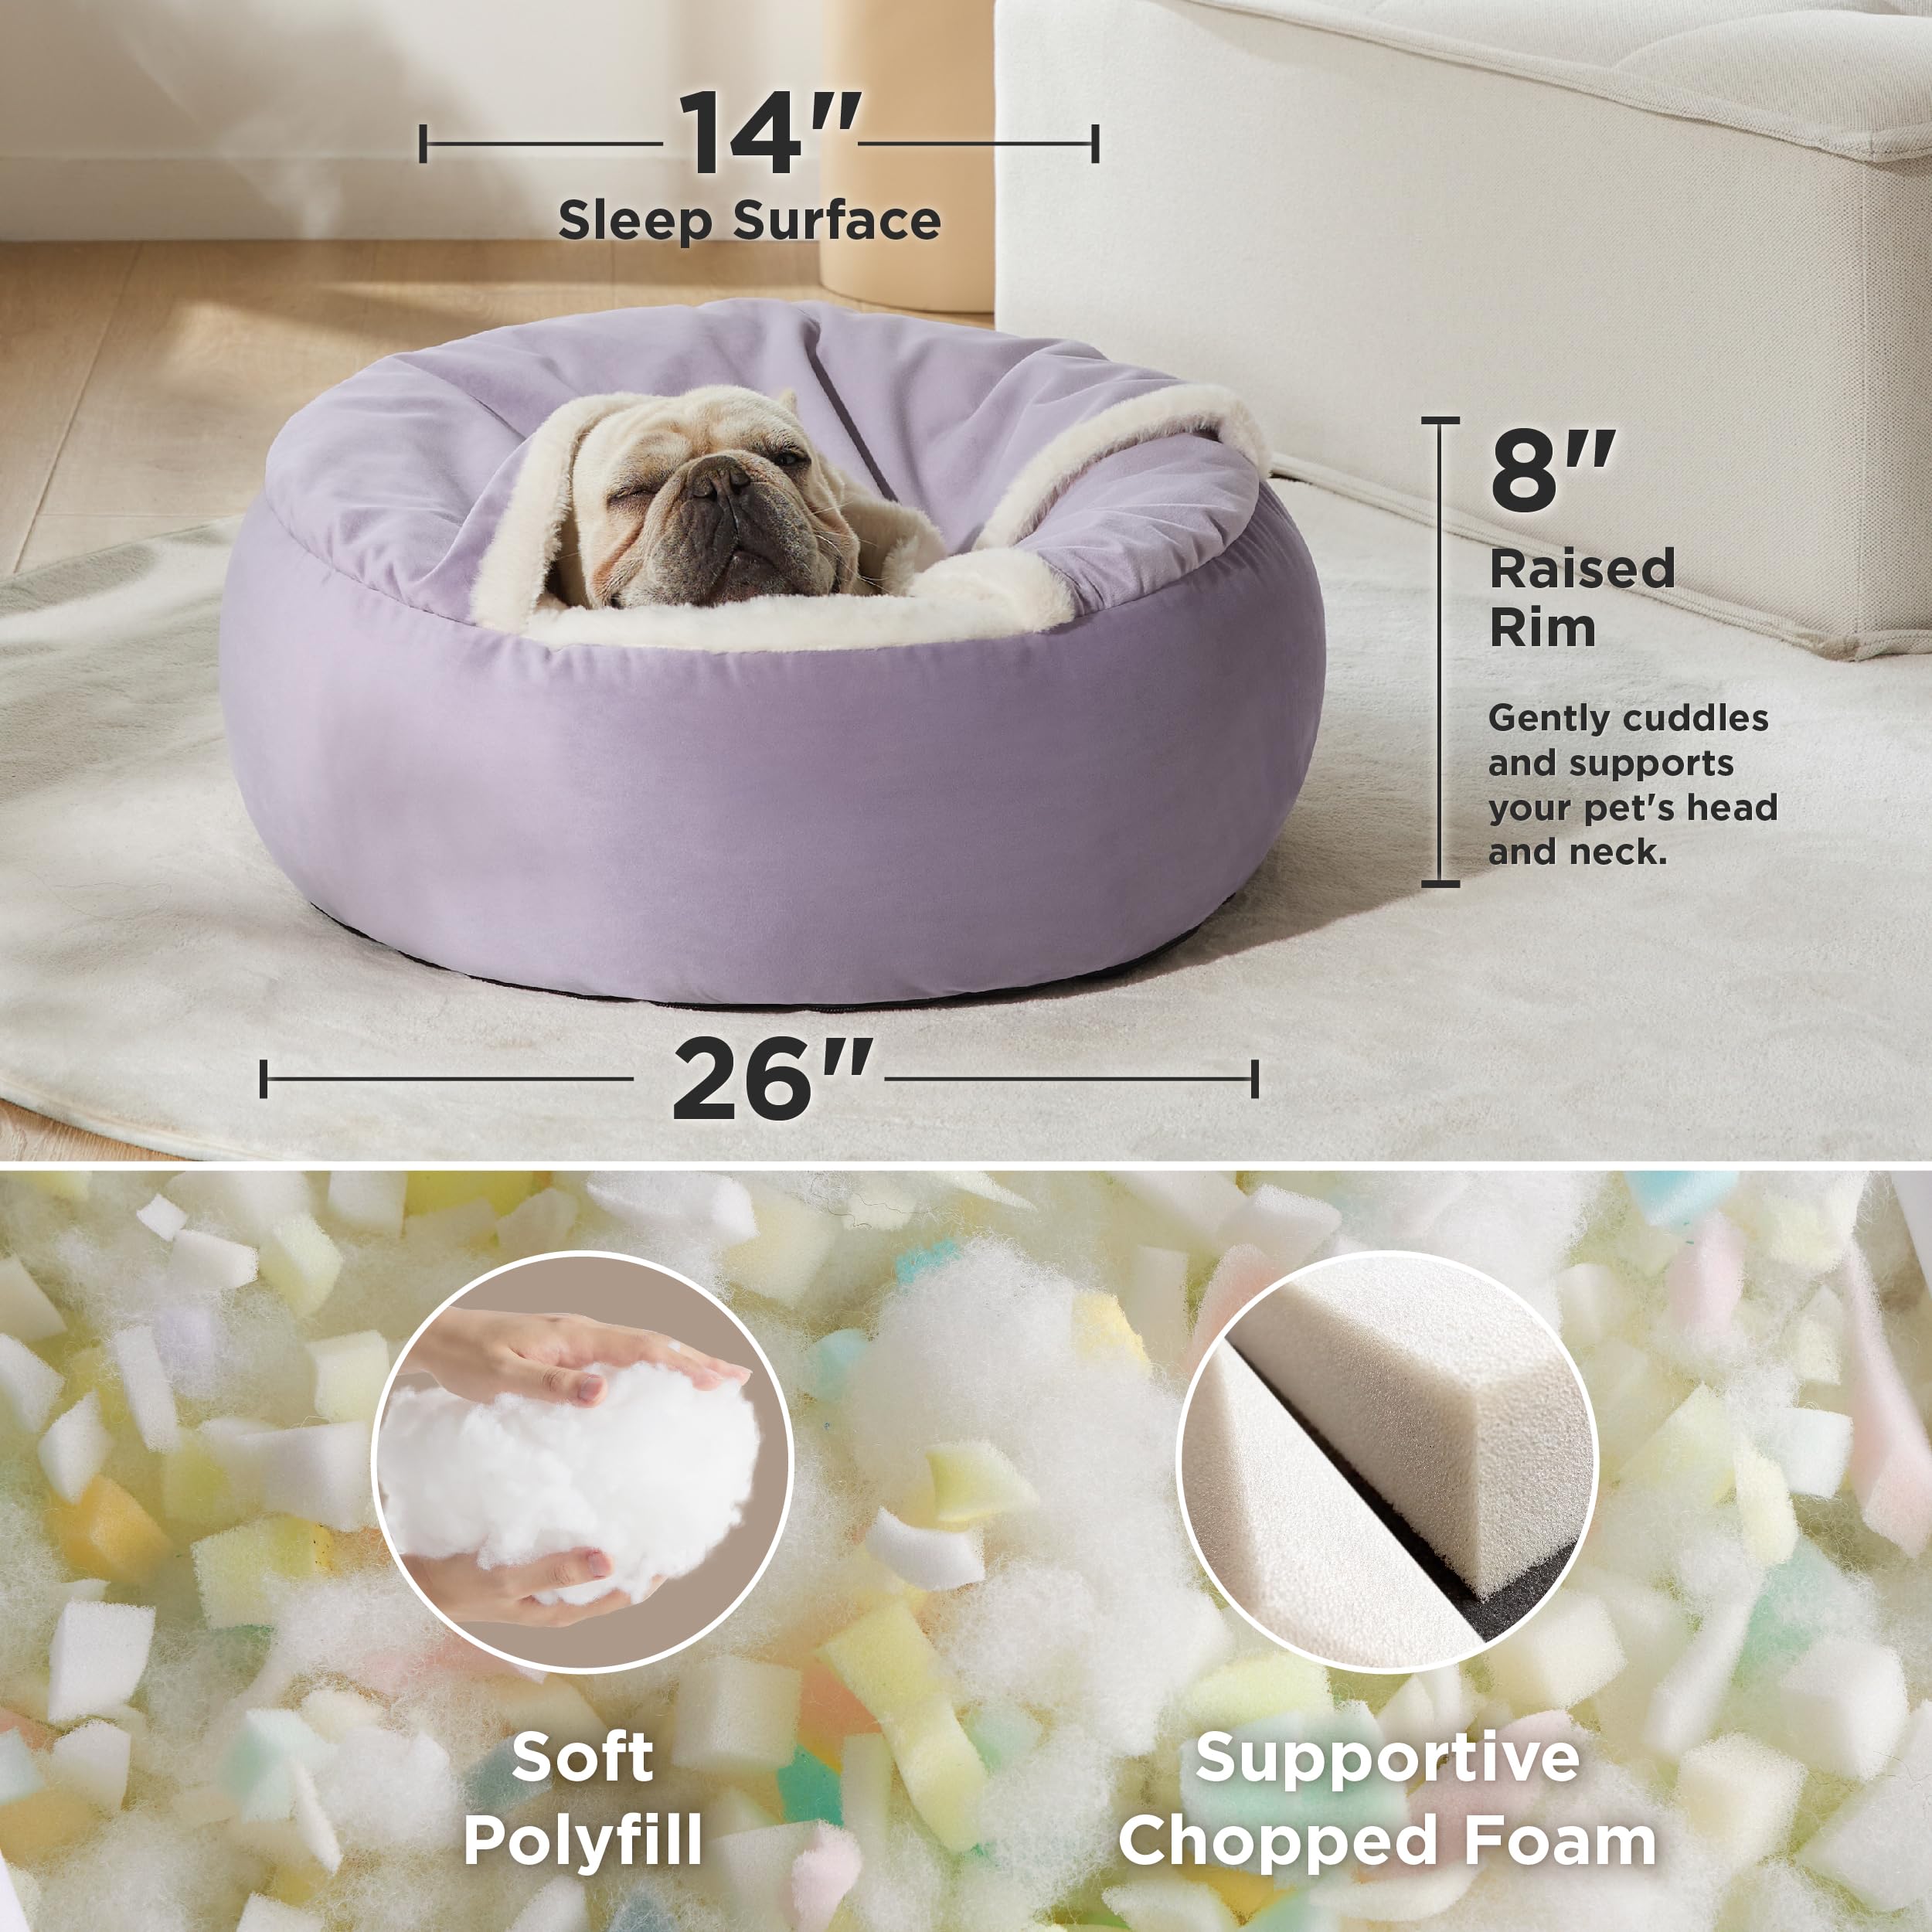 14"
Sleep Surface
8"
Raised
Rim
Gently cuddles
and supports
your pet's head
and neck.
26"
Soft
Polyfill
Supportive
Chopped Foam